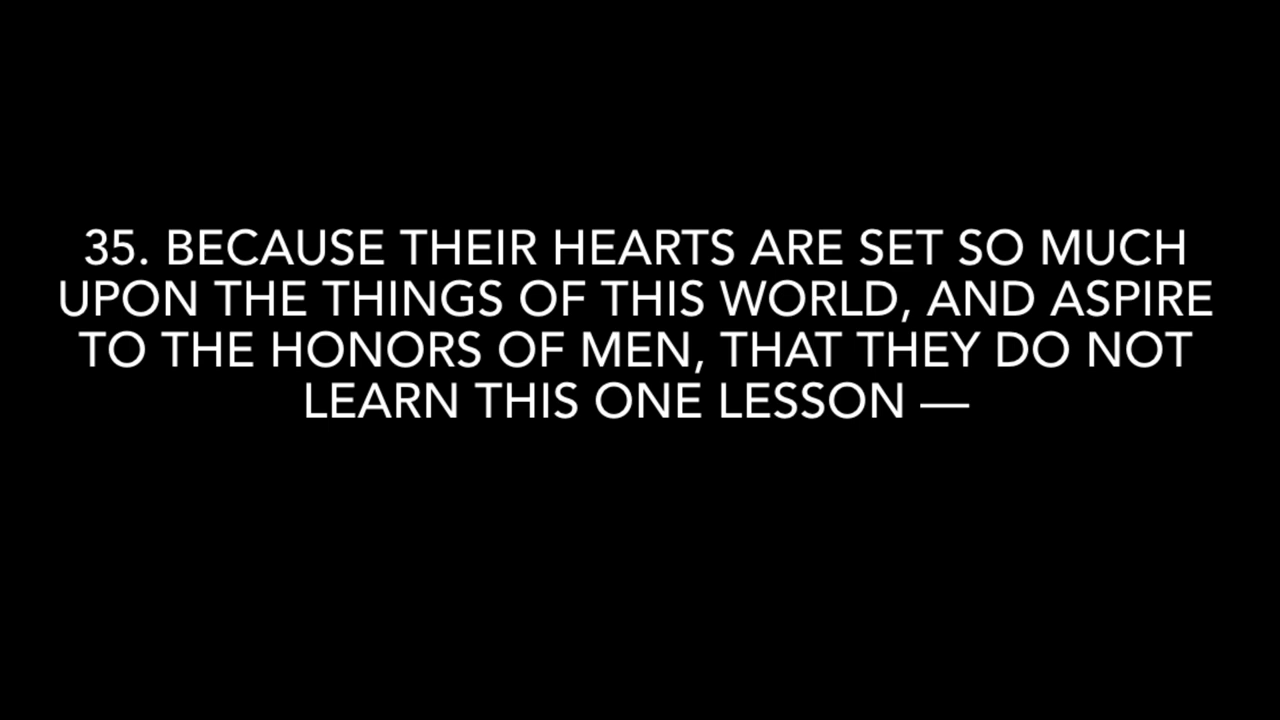 35. BECAUSE THEIR HEARTS ARE SET SO MUCH
UPON THE THINGS OF THIS WORLD, AND ASPIRE
TO THE HONORS OF MEN, THAT THEY DO NOT
LEARN THIS ONE LESSON —